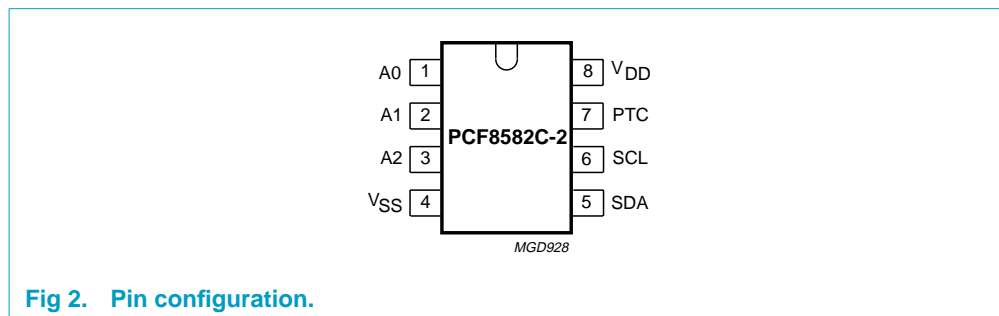 A0 1 8 VDD
A1 2 7 PTC
PCF8582C-2
A2 3 6 SCL
VSS 4 5 SDA
MGD928
Fig 2. Pin configuration.